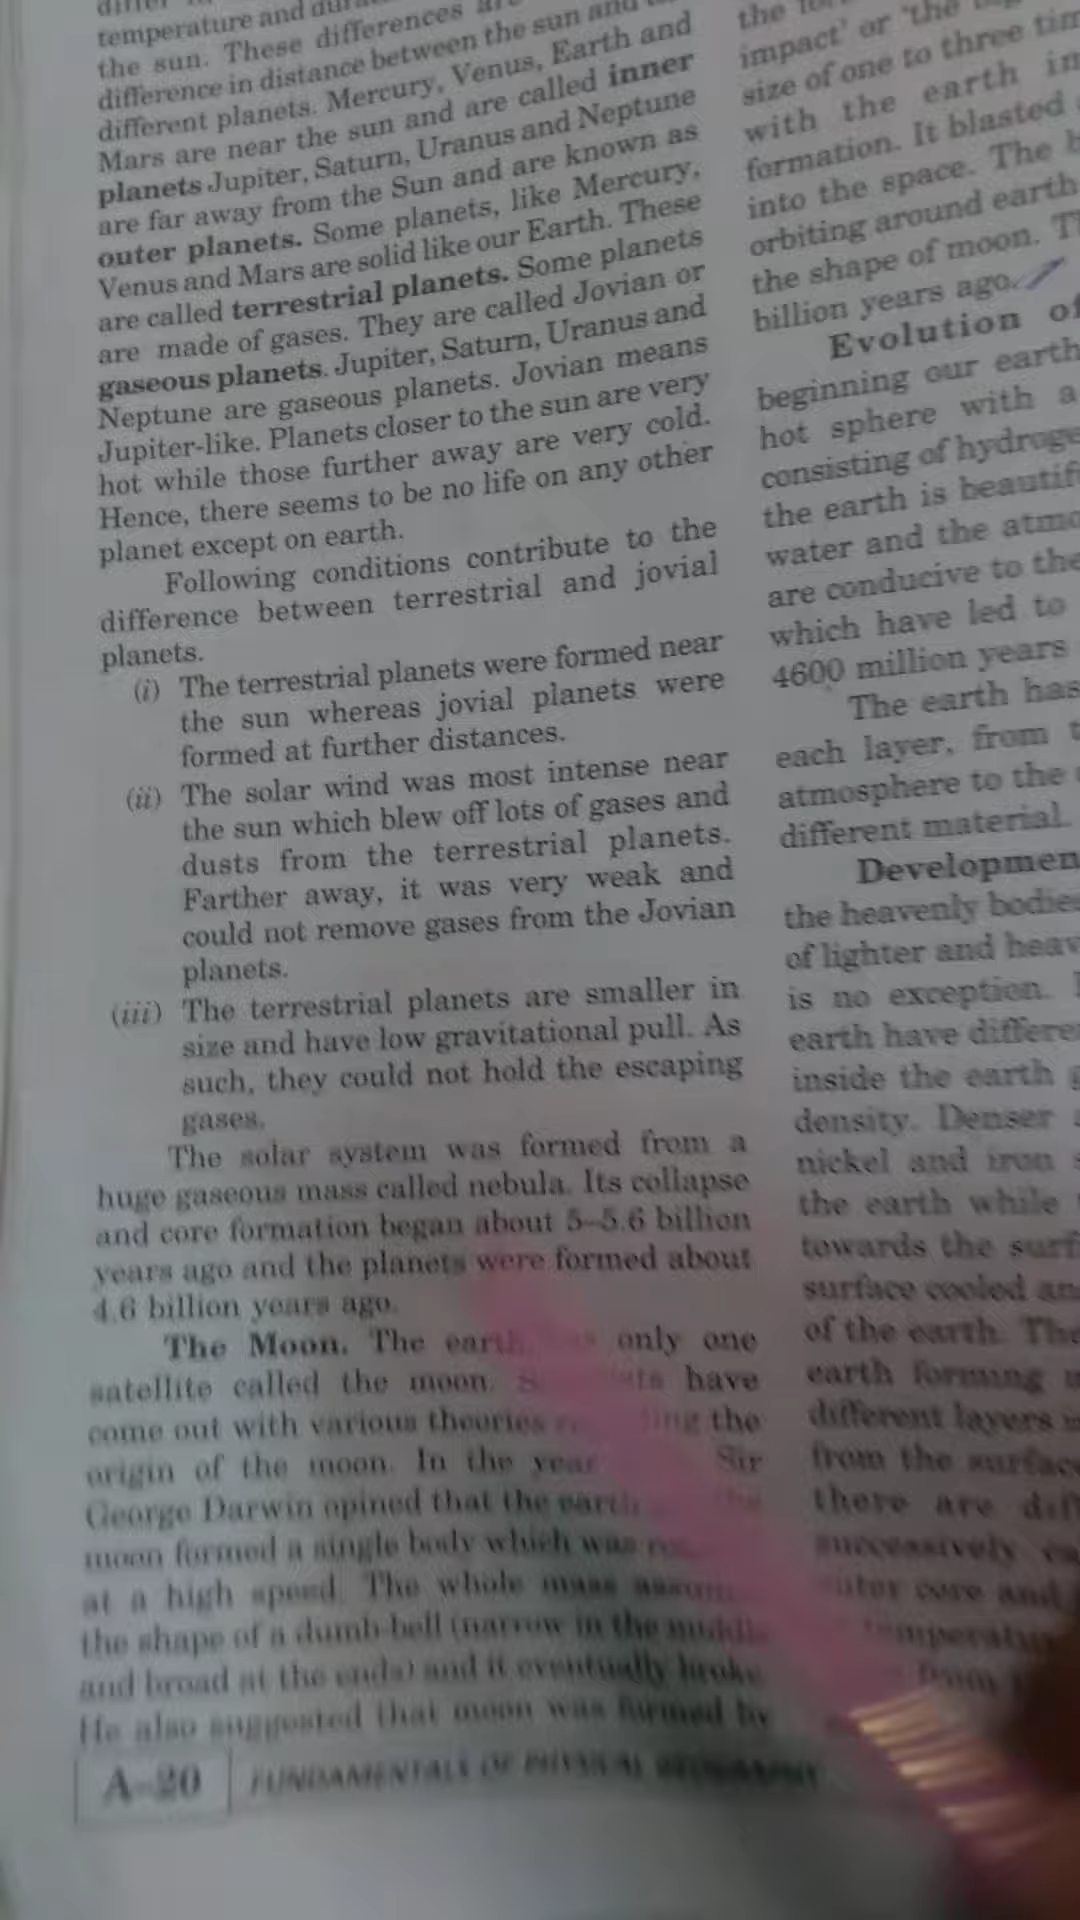 temperature and
the sun. These differences
difference in distance between the sun and
different planets. Mercury, Venus, Earth and
Mars are near the sun and are called inner
planets Jupiter, Saturn, Uranus and Neptune
are far away from the Sun and are known as
outer planets. Some planets, like Mercury,
Venus and Mars are solid like our Earth. These
are called terrestrial planets. Some planets
are made of gases. They are called Jovian or
gaseous planets. Jupiter, Saturn, Uranus and
Neptune are gaseous planets. Jovian means
Jupiter-like. Planets closer to the sun are very
hot while those further away are very cold.
Hence, there seems to be no life on any other
planet except on earth.
Following conditions contribute to the
difference between terrestrial and jovial
planets.
(i) The terrestrial planets were formed near
the sun whereas jovial planets were
formed at further distances.
(ii) The solar wind was most intense near
the sun which blew off lots of gases and
dusts from the terrestrial planets.
Farther away, it was very weak and
could not remove gases from the Jovian
planets.
(iii) The terrestrial planets are smaller in
size and have low gravitational pull. As
such, they could not hold the escaping
gases.
The solar system was formed from a
huge gaseous mass called nebula. Its collapse
and core formation began about 5–5.6 billion
years ago and the planets were formed about
4.6 billion years ago.
The Moon. The earth only one
satellite called the moon. have
come out with various theories the
origin of the moon. In the year Sir
George Darwin opined that the earth
moon formed a single body which was
at a high speed. The whole mass
the shape of a dumb-bell (narrow in the middle
and broad at the ends) and it eventually broke
He also suggested that moon was formed by
A–20 FUNDAMENTALS OF PHYSICAL GEOGRAPHY
the
impact' or 'the
size of one to three
with the earth in
formation. It blasted
into the space. The
orbiting around earth
the shape of moon.
billion years ago.
Evolution of
beginning our earth
hot sphere with a
consisting of
the earth is
water and the
are conducive to the
which have led to
4600 million years
The earth has
each layer, from
atmosphere to the
different material.
the heavenly
of lighter and
is no exception.
earth have
inside the earth
density. Denser
nickel and iron
the earth while
towards the
surface cooled
of the earth. The
earth forming
different layers
from the surface
there are
successively
outer core and
from